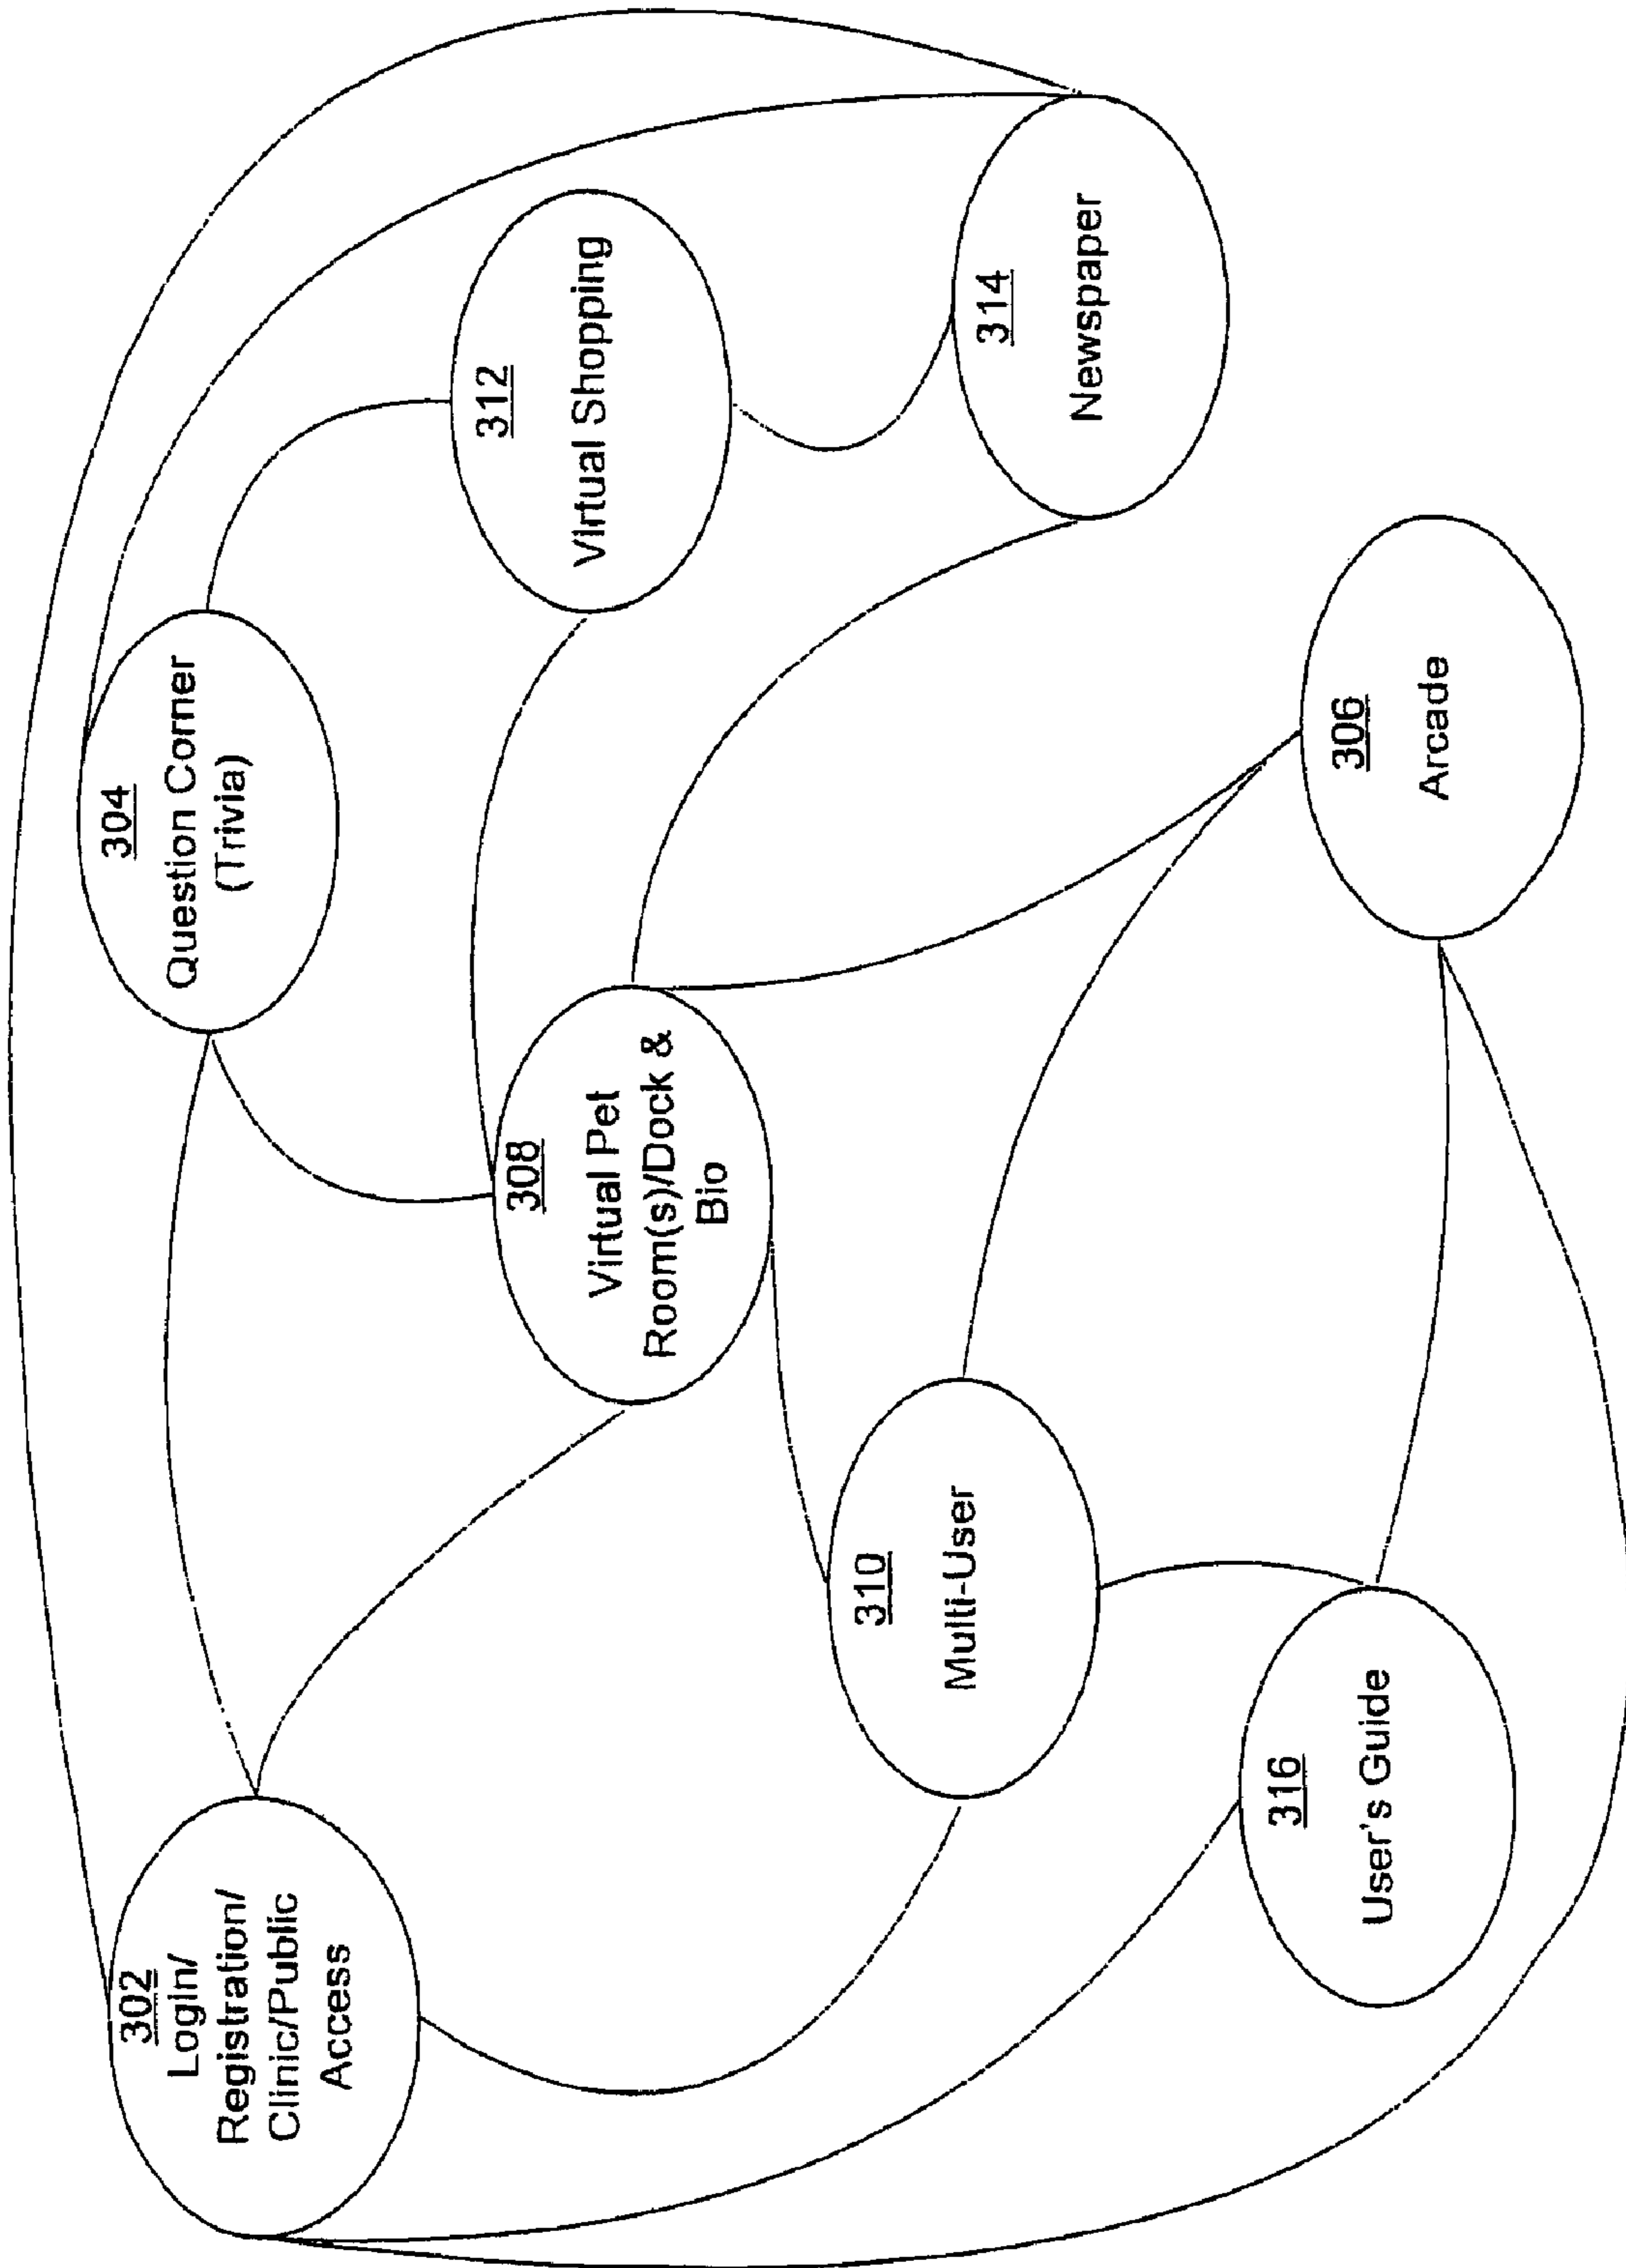 302
Login/
Registration/
Clinic/Public
Access
304
Question Corner
(Trivia)
308
Virtual Pet
Room(s)/Dock &
Bio
312
Virtual Shopping
310
Multi-User
314
Newspaper
316
User's Guide
306
Arcade